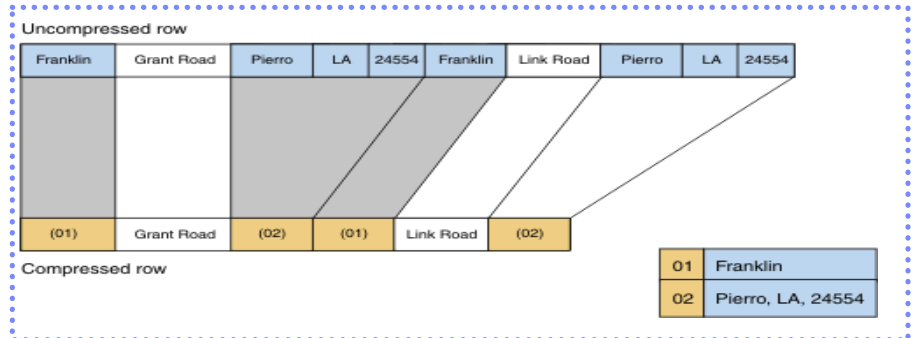 Uncompressed row
Franklin Grant Road Pierro LA 24554 Franklin Link Road Pierro LA 24554
(01) Grant Road (02) (01) Link Road (02)
Compressed row
01 Franklin
02 Pierro, LA, 24554